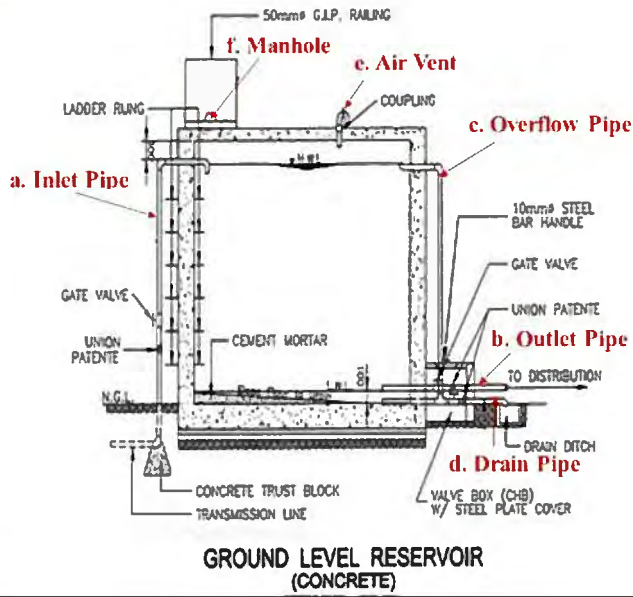 50mmø G.I.P. RAILING
f. Manhole
e. Air Vent
LADDER RUNG
COUPLING
c. Overflow Pipe
a. Inlet Pipe
10mmø STEEL
BAR HANDLE
GATE VALVE
GATE VALVE
UNION PATENTE
UNION
PATENTE
CEMENT MORTAR
b. Outlet Pipe
TO DISTRIBUTION
N.G.L.
DRAIN DITCH
d. Drain Pipe
CONCRETE TRUST BLOCK
TRANSMISSION LINE
VALVE BOX (CHB)
W/ STEEL PLATE COVER
GROUND LEVEL RESERVOIR
(CONCRETE)